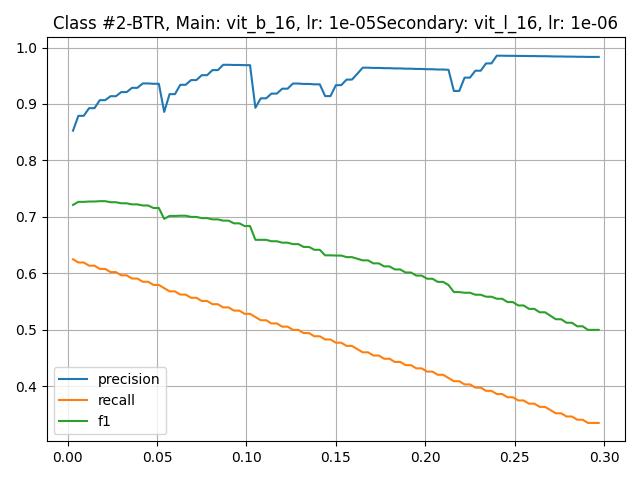 Class #2-BTR, Main: vit_b_16, lr: 1e-05Secondary: vit_l_16, lr: 1e-06
1.0
0.9
0.8
0.7
0.6
0.5
0.4
precision
recall
f1
0.00 0.05 0.10 0.15 0.20 0.25 0.30